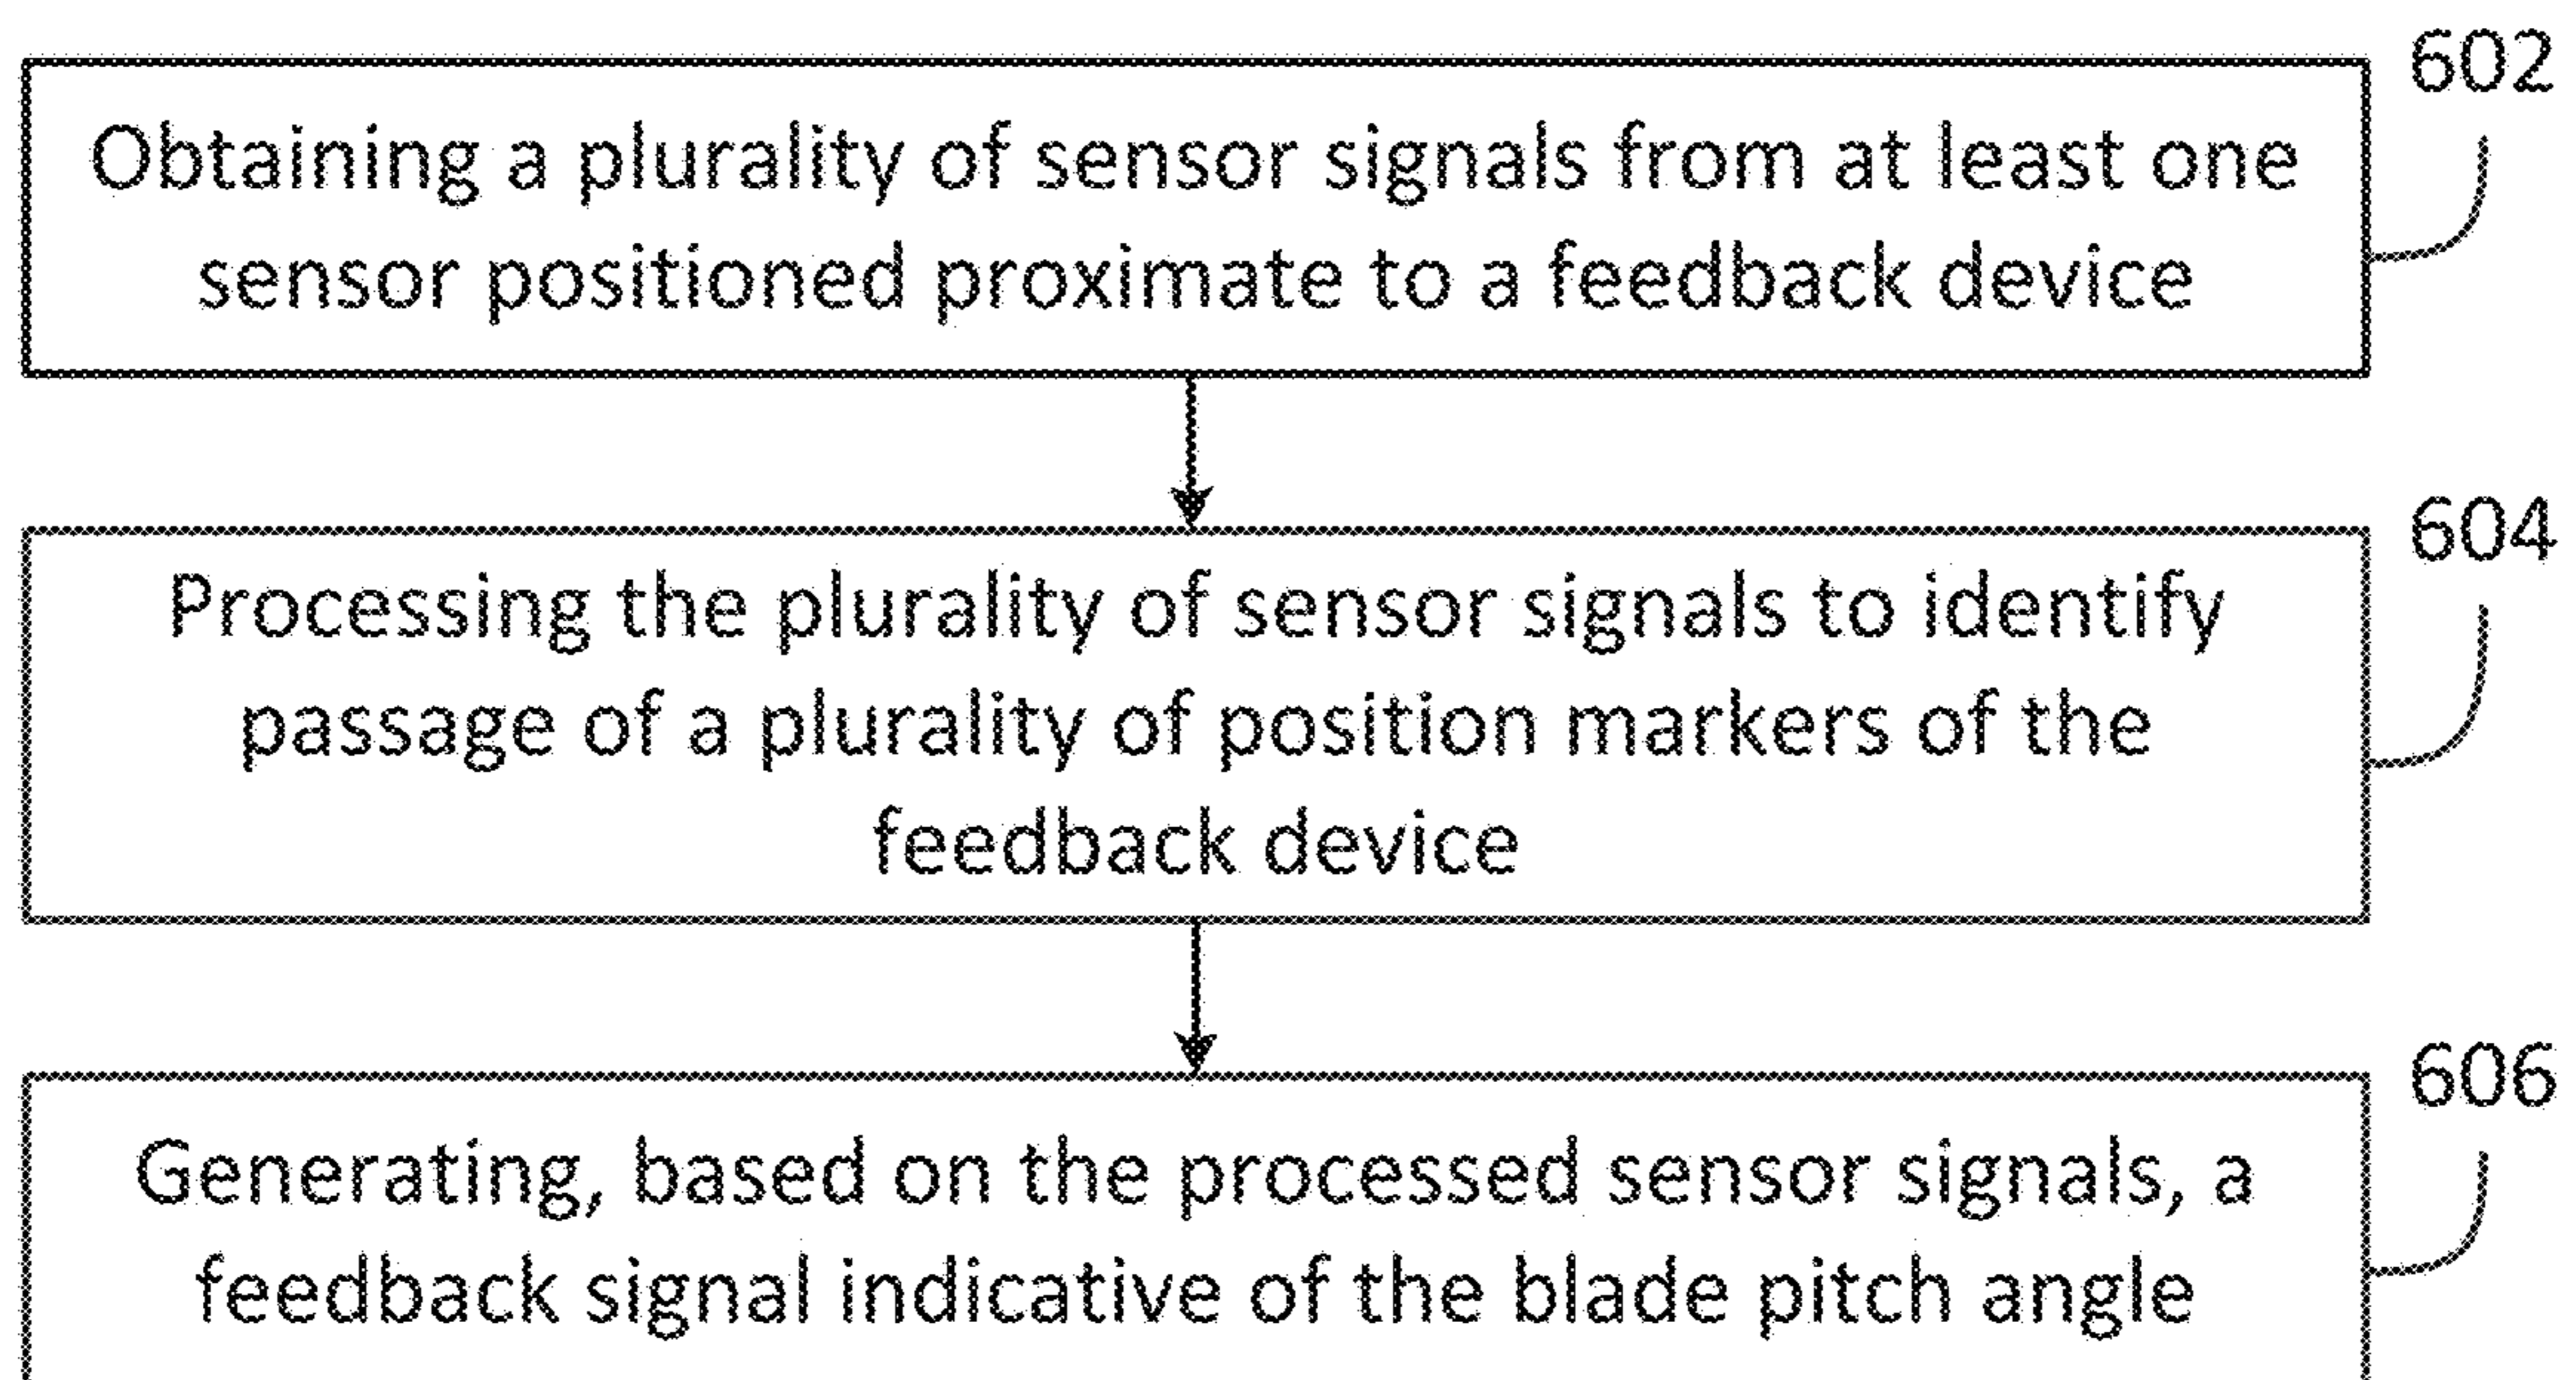 602
Obtaining a plurality of sensor signals from at least one
sensor positioned proximate to a feedback device
604
Processing the plurality of sensor signals to identify
passage of a plurality of position markers of the
feedback device
606
Generating, based on the processed sensor signals, a
feedback signal indicative of the blade pitch angle